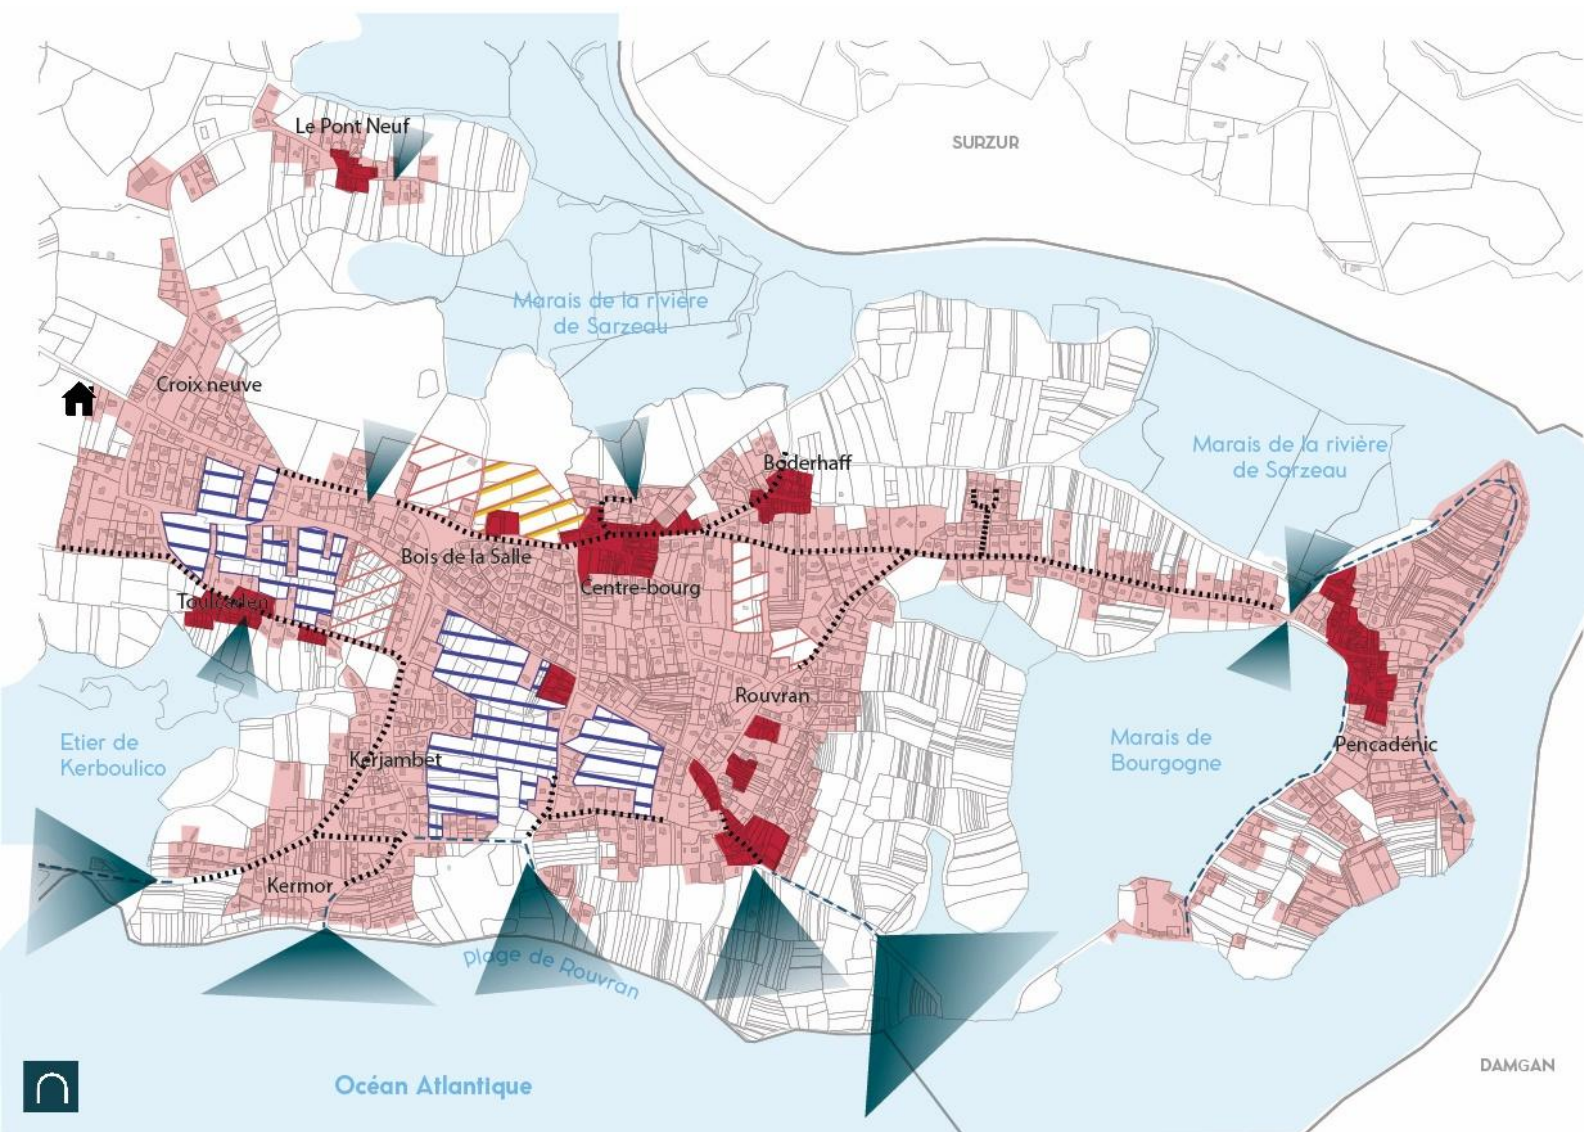 Le Pont Neuf
SURZUR
Marais de la rivière
de Sarzeau
Croix neuve
Marais de la rivière
de Sarzeau
Boderhaff
Bois de la Salle
Centre-bourg
Toulcaden
Rouvran
Etier de
Kerboulico
Kerjambet
Marais de
Bourgogne
Pencadénic
Kermor
Plage de Rouvran
Océan Atlantique
DAMGAN